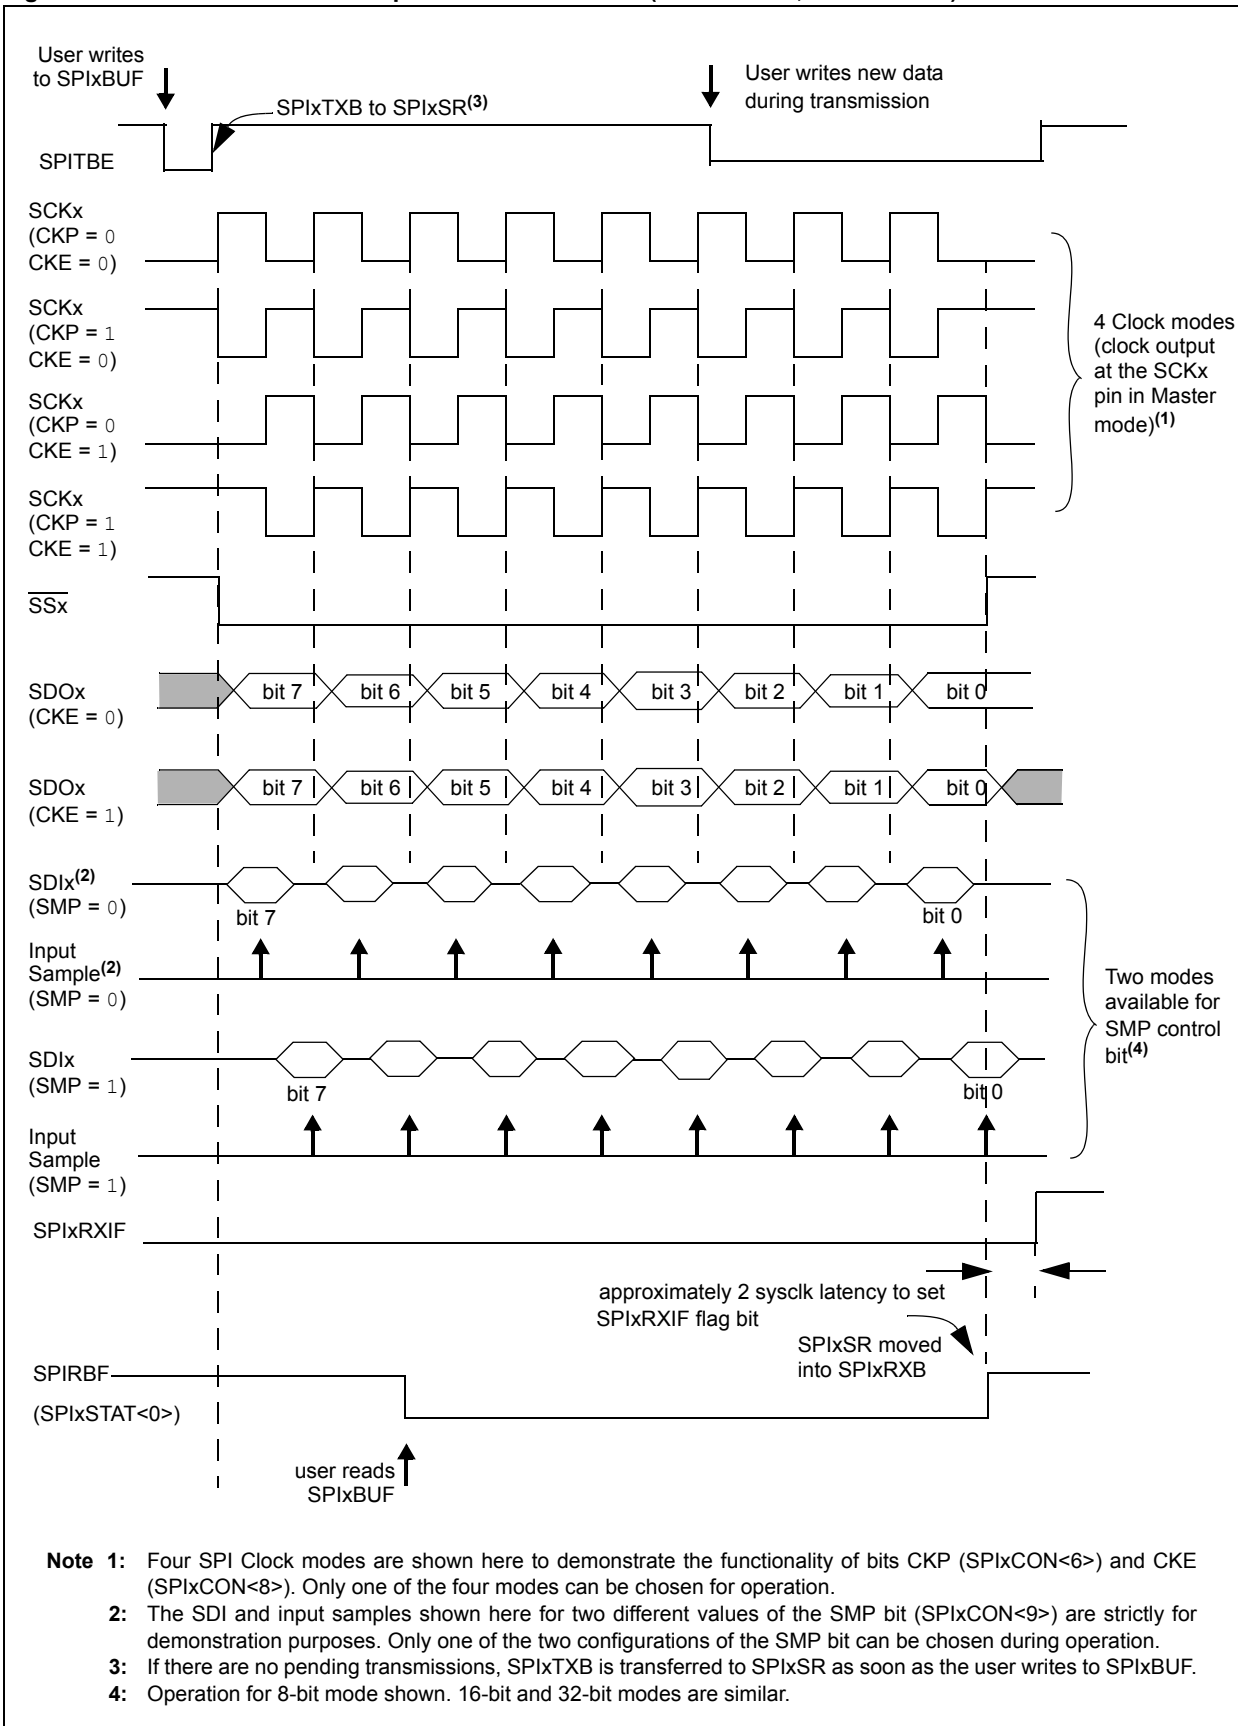 User writes
to SPIxBUF
User writes new data
during transmission
SPIxTXB to SPIxSR(3)
SPITBE
SCKx
(CKP = 0
CKE = 0)
SCKx
(CKP = 1
CKE = 0)
SCKx
(CKP = 0
CKE = 1)
SCKx
(CKP = 1
CKE = 1)
4 Clock modes
(clock output
at the SCKx
pin in Master
mode)(1)
SSx
SDOx
(CKE = 0)
bit 7 bit 6 bit 5 bit 4 bit 3 bit 2 bit 1 bit 0
SDOx
(CKE = 1)
bit 7 bit 6 bit 5 bit 4 bit 3 bit 2 bit 1 bit 0
SDIx(2)
(SMP = 0)
bit 7 bit 0
Input
Sample(2)
(SMP = 0)
Two modes
available for
SMP control
bit(4)
SDIx
(SMP = 1)
bit 7 bit 0
Input
Sample
(SMP = 1)
SPIxRXIF
approximately 2 sysclk latency to set
SPIxRXIF flag bit
SPIxSR moved
into SPIxRXB
SPIRBF
(SPIxSTAT<0>)
user reads
SPIxBUF
Note 1: Four SPI Clock modes are shown here to demonstrate the functionality of bits CKP (SPIxCON<6>) and CKE
(SPIxCON<8>). Only one of the four modes can be chosen for operation.
2: The SDI and input samples shown here for two different values of the SMP bit (SPIxCON<9>) are strictly for
demonstration purposes. Only one of the two configurations of the SMP bit can be chosen during operation.
3: If there are no pending transmissions, SPIxTXB is transferred to SPIxSR as soon as the user writes to SPIxBUF.
4: Operation for 8-bit mode shown. 16-bit and 32-bit modes are similar.